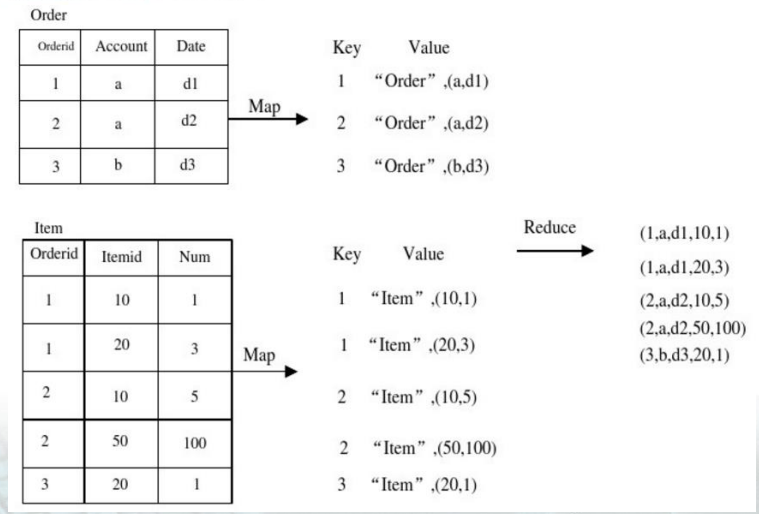 Order
Orderid Account Date
1 a d1
2 a d2
3 b d3
Map
Key Value
1 “Order” ,(a,d1)
2 “Order” ,(a,d2)
3 “Order” ,(b,d3)
Item
Orderid Itemid Num
1 10 1
1 20 3
2 10 5
2 50 100
3 20 1
Map
Key Value
1 “Item” ,(10,1)
1 “Item” ,(20,3)
2 “Item” ,(10,5)
2 “Item” ,(50,100)
3 “Item” ,(20,1)
Reduce
(1,a,d1,10,1)
(1,a,d1,20,3)
(2,a,d2,10,5)
(2,a,d2,50,100)
(3,b,d3,20,1)